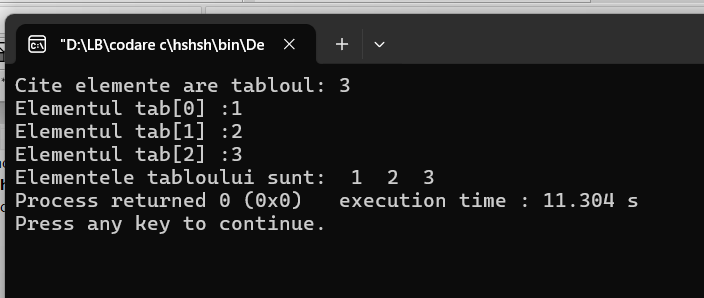 "D:\LB\codare c\hshsh\bin\De
Cite elemente are tabloul: 3
Elementul tab[0] :1
Elementul tab[1] :2
Elementul tab[2] :3
Elementele tabloului sunt:  1  2  3
Process returned 0 (0x0)   execution time : 11.304 s
Press any key to continue.